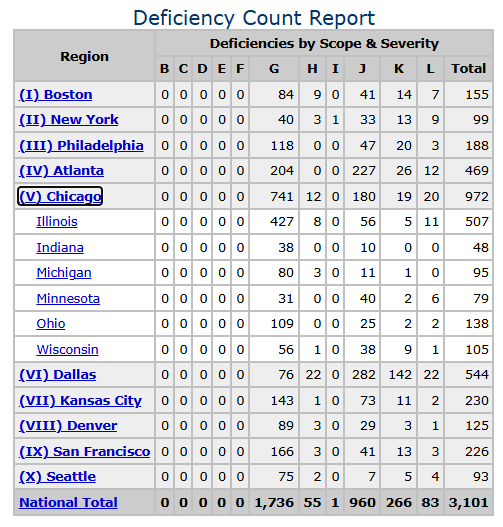 Deficiency Count Report
Region Deficiencies by Scope & Severity
B C D E F G H I J K L Total
(I) Boston 0 0 0 0 0 84 9 0 41 14 7 155
(II) New York 0 0 0 0 0 40 3 1 33 13 9 99
(III) Philadelphia 0 0 0 0 0 118 0 0 47 20 3 188
(IV) Atlanta 0 0 0 0 0 204 0 0 227 26 12 469
(V) Chicago 0 0 0 0 0 741 12 0 180 19 20 972
Illinois 0 0 0 0 0 427 8 0 56 5 11 507
Indiana 0 0 0 0 0 38 0 0 10 0 0 48
Michigan 0 0 0 0 0 80 3 0 11 1 0 95
Minnesota 0 0 0 0 0 31 0 0 40 2 6 79
Ohio 0 0 0 0 0 109 0 0 25 2 2 138
Wisconsin 0 0 0 0 0 56 1 0 38 9 1 105
(VI) Dallas 0 0 0 0 0 76 22 0 282 142 22 544
(VII) Kansas City 0 0 0 0 0 143 1 0 73 11 2 230
(VIII) Denver 0 0 0 0 0 89 3 0 29 3 1 125
(IX) San Francisco 0 0 0 0 0 166 3 0 41 13 3 226
(X) Seattle 0 0 0 0 0 75 2 0 7 5 4 93
National Total 0 0 0 0 0 1,736 55 1 960 266 83 3,101